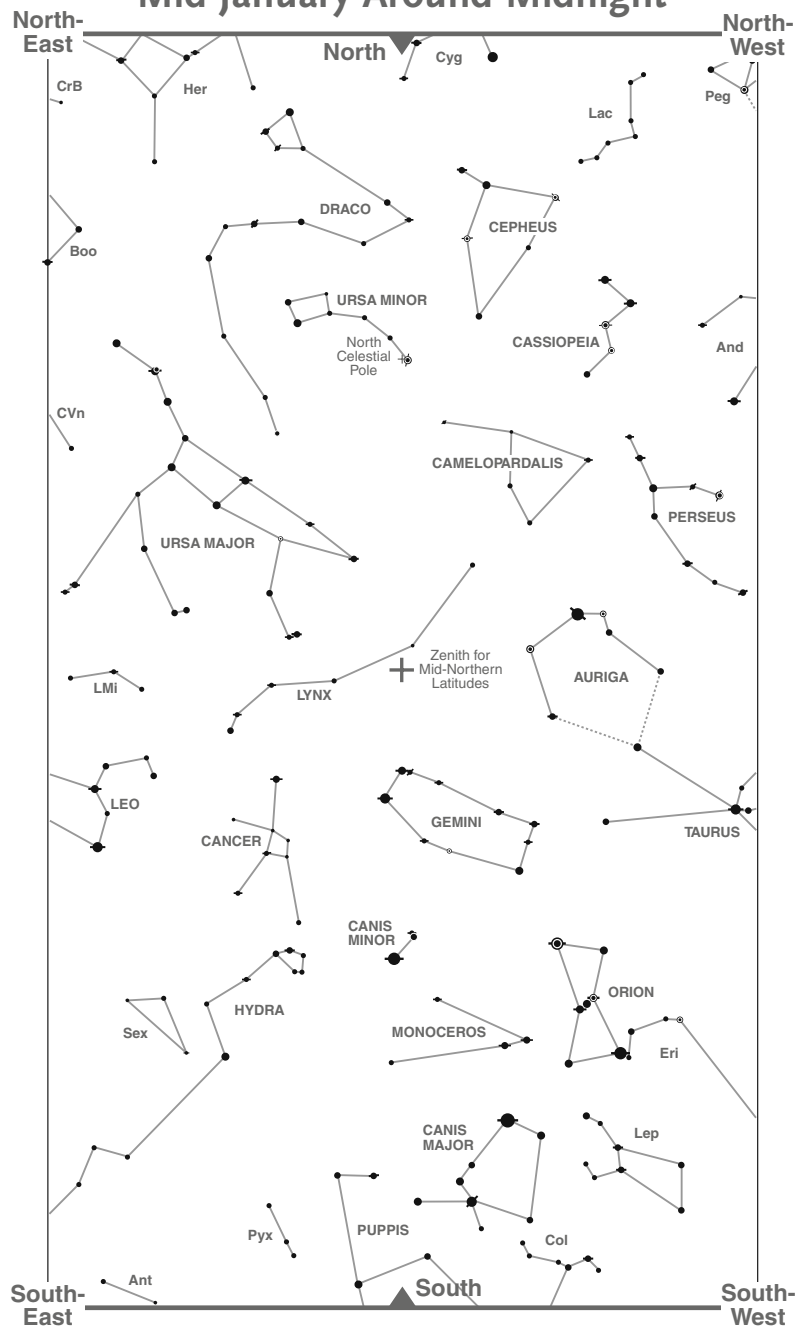 Mid January Around Midnight
North-
East
North
North-
West
CrB
Her
Cyg
Lac
Peg
DRACO
CEPHEUS
Boo
URSA MINOR
North
Celestial
Pole
CASSIOPEIA
And
CVn
CAMELOPARDALIS
PERSEUS
URSA MAJOR
Zenith for
Mid-Northern
Latitudes
AURIGA
LMi
LYNX
LEO
GEMINI
CANCER
TAURUS
CANIS
MINOR
ORION
HYDRA
Sex
MONOCEROS
Eri
CANIS
MAJOR
Lep
Pyx
PUPPIS
Col
Ant
South-
East
South
South-
West